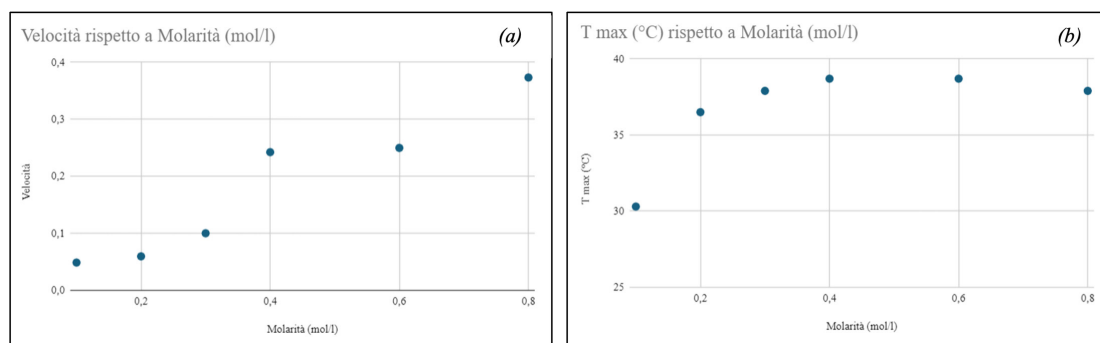 Velocità rispetto a Molarità (mol/l)
(a)
0,4
0,3
0,2
0,1
0,0
Velocità
0,2
0,4
0,6
0,8
Molarità (mol/l)
T max (°C) rispetto a Molarità (mol/l)
(b)
40
35
30
25
T max (°C)
0,2
0,4
0,6
0,8
Molarità (mol/l)